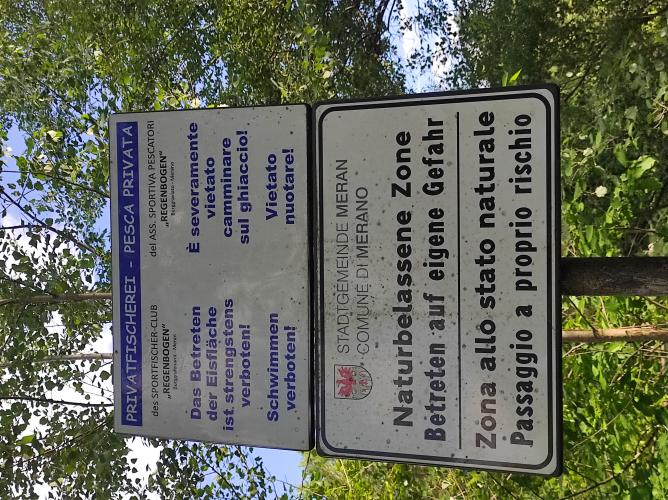 PRIVATFISCHEREI - PESCA PRIVATA
des SPORTFISCHER-CLUB
„REGENBOGEN”
Das Betreten
der Eisfläche
ist strengstens
verboten!
Schwimmen
verboten!
del ASS. SPORTIVA PESCATORI
„REGENBOGEN”
È severamente
vietato
camminare
sul ghiaccio!
Vietato
nuotare!
STADTGEMEINDE MERAN
COMUNE DI MERANO
Naturbelassene Zone
Betreten auf eigene Gefahr
Zona allo stato naturale
Passaggio a proprio rischio